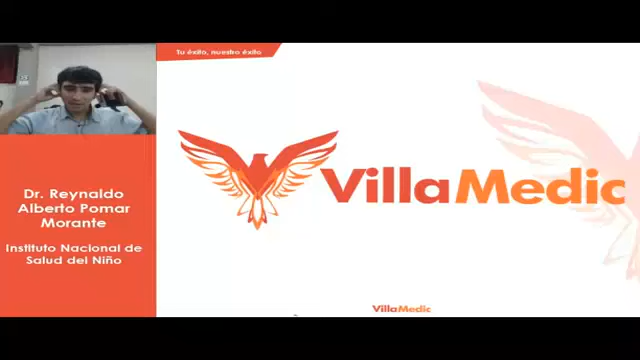 Tu éxito, nuestro éxito
VillaMedic
Dr. Reynaldo
Alberto Pomar
Morante
Instituto Nacional de
Salud del Niño
VillaMedic